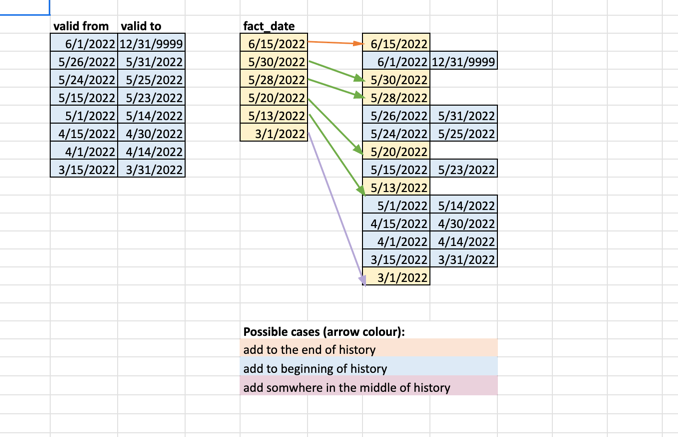 valid from valid to fact_date
6/1/2022 12/31/9999 6/15/2022 6/15/2022
5/26/2022 5/31/2022 5/30/2022 6/1/2022 12/31/9999
5/24/2022 5/25/2022 5/28/2022 5/30/2022
5/15/2022 5/23/2022 5/20/2022 5/28/2022
5/1/2022 5/14/2022 5/13/2022 5/26/2022 5/31/2022
4/15/2022 4/30/2022 3/1/2022 5/24/2022 5/25/2022
4/1/2022 4/14/2022 5/20/2022
3/15/2022 3/31/2022 5/15/2022 5/23/2022
5/13/2022
5/1/2022 5/14/2022
4/15/2022 4/30/2022
4/1/2022 4/14/2022
3/15/2022 3/31/2022
3/1/2022
Possible cases (arrow colour):
add to the end of history
add to beginning of history
add somwhere in the middle of history